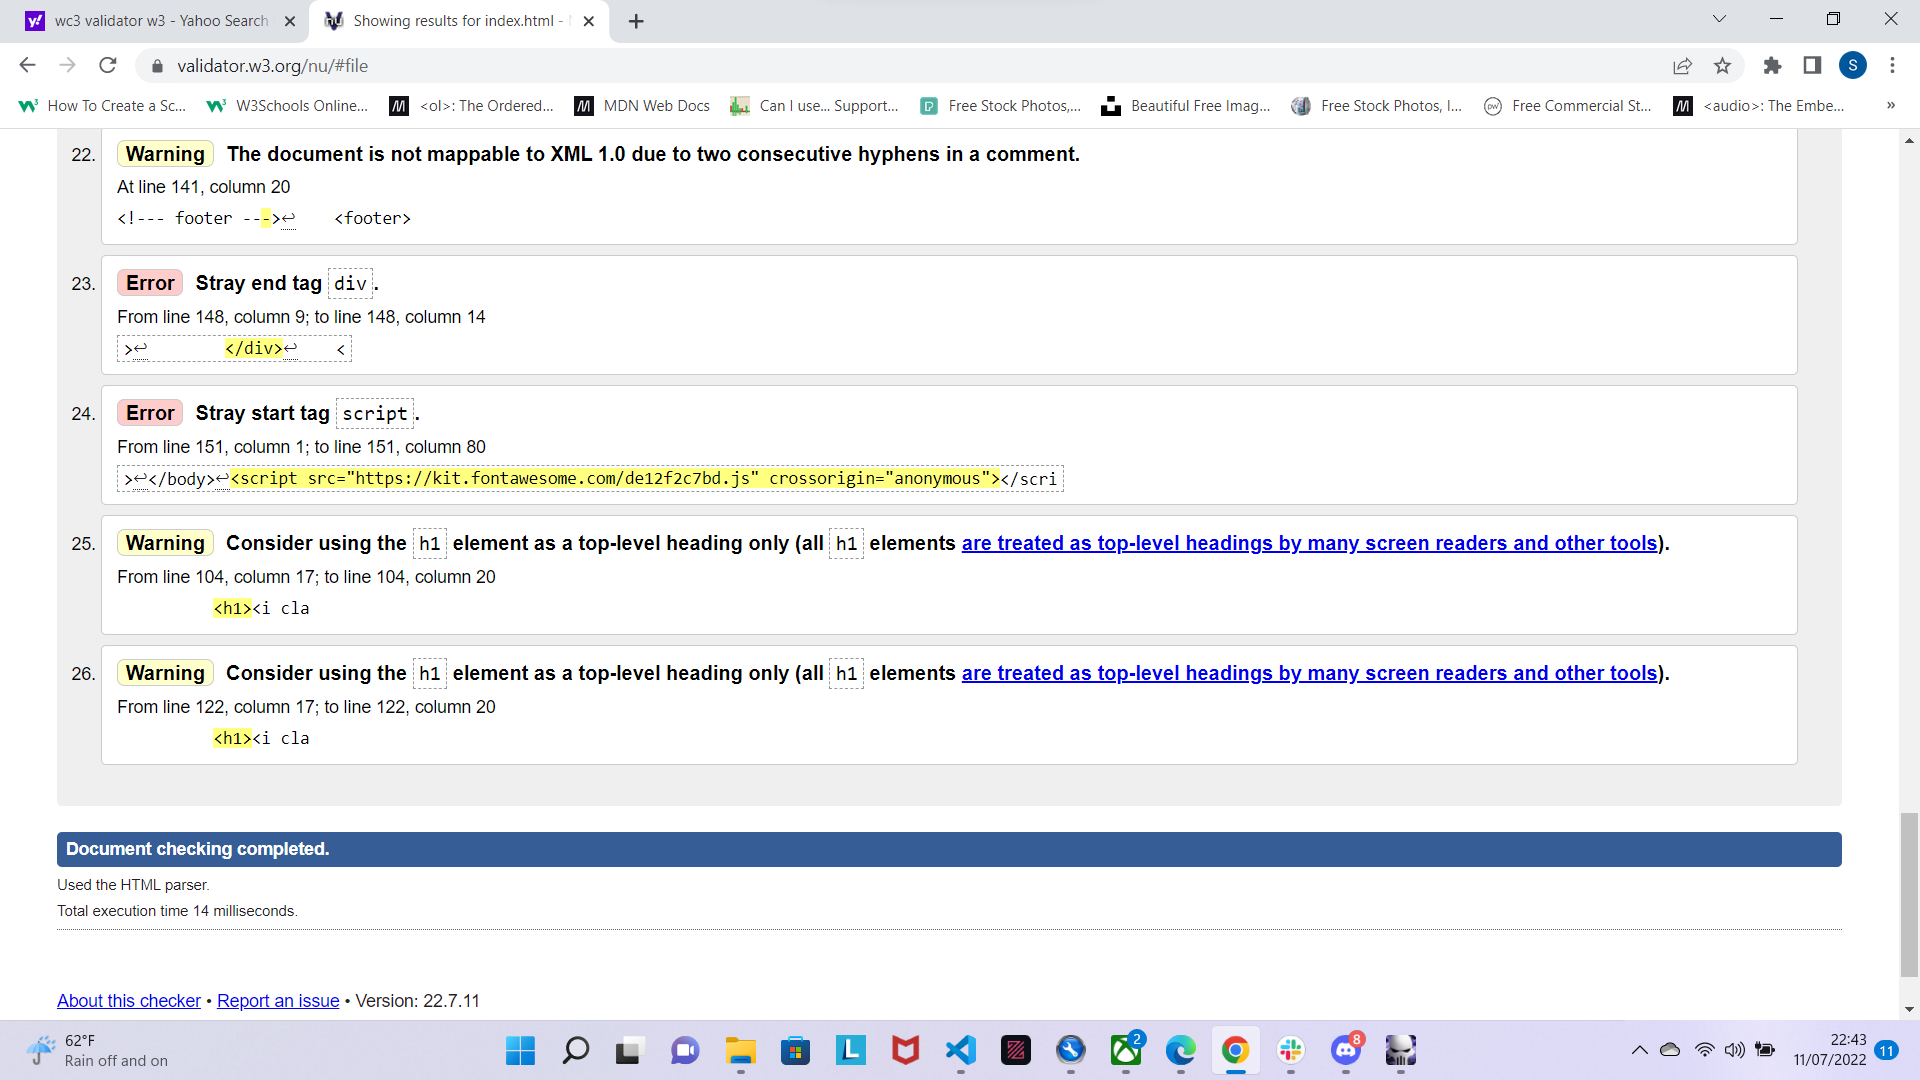 wc3 validator w3 - Yahoo Search
Showing results for index.html -
validator.w3.org/nu/#file
S
How To Create a Sc...
W3Schools Online...
<ol>: The Ordered...
MDN Web Docs
Can I use... Support...
Free Stock Photos,...
Beautiful Free Imag...
Free Stock Photos, I...
Free Commercial St...
<audio>: The Embe...
»
22. Warning The document is not mappable to XML 1.0 due to two consecutive hyphens in a comment.
At line 141, column 20
<!--- footer --->↩    <footer>
23. Error Stray end tag div.
From line 148, column 9; to line 148, column 14
>↩        </div>↩    <
24. Error Stray start tag script.
From line 151, column 1; to line 151, column 80
>↩</body>↩<script src="https://kit.fontawesome.com/de12f2c7bd.js" crossorigin="anonymous"></scri
25. Warning Consider using the h1 element as a top-level heading only (all h1 elements are treated as top-level headings by many screen readers and other tools).
From line 104, column 17; to line 104, column 20
<h1><i cla
26. Warning Consider using the h1 element as a top-level heading only (all h1 elements are treated as top-level headings by many screen readers and other tools).
From line 122, column 17; to line 122, column 20
<h1><i cla
Document checking completed.
Used the HTML parser.
Total execution time 14 milliseconds.
About this checker • Report an issue • Version: 22.7.11
62°F
Rain off and on
L
2
8
22:43
11/07/2022
11